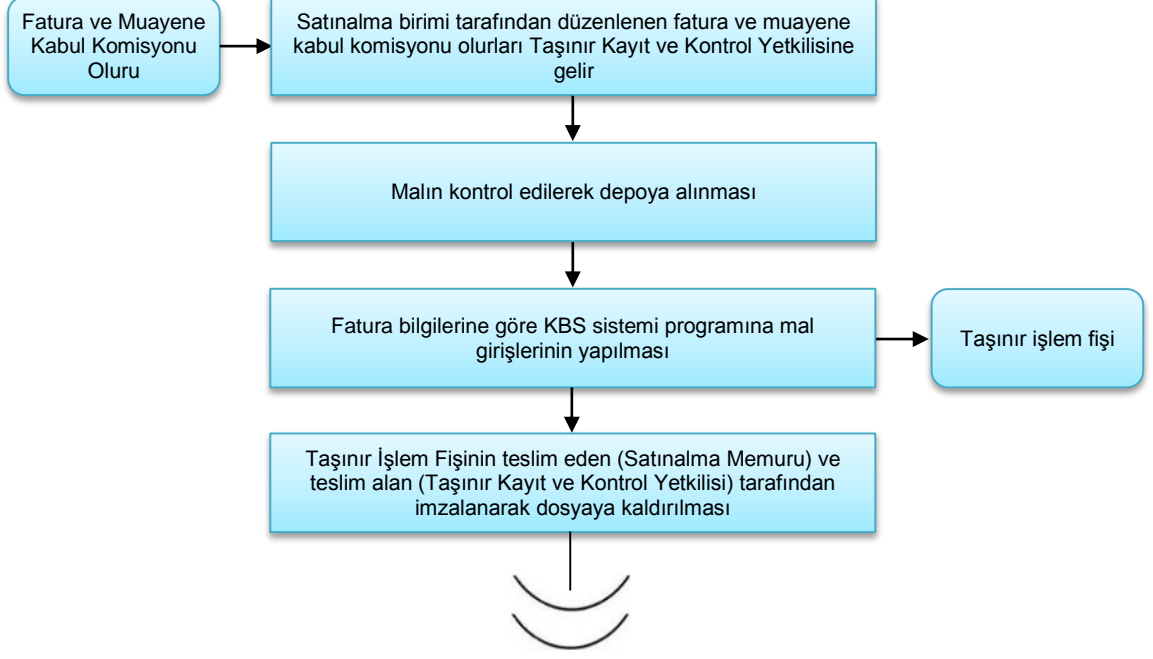 Fatura ve Muayene
Kabul Komisyonu
Oluru
Satınalma birimi tarafından düzenlenen fatura ve muayene
kabul komisyonu olurları Taşınır Kayıt ve Kontrol Yetkilisine
gelir
Malın kontrol edilerek depoya alınması
Fatura bilgilerine göre KBS sistemi programına mal
girişlerinin yapılması
Taşınır işlem fişi
Taşınır İşlem Fişinin teslim eden (Satınalma Memuru) ve
teslim alan (Taşınır Kayıt ve Kontrol Yetkilisi) tarafından
imzalanarak dosyaya kaldırılması